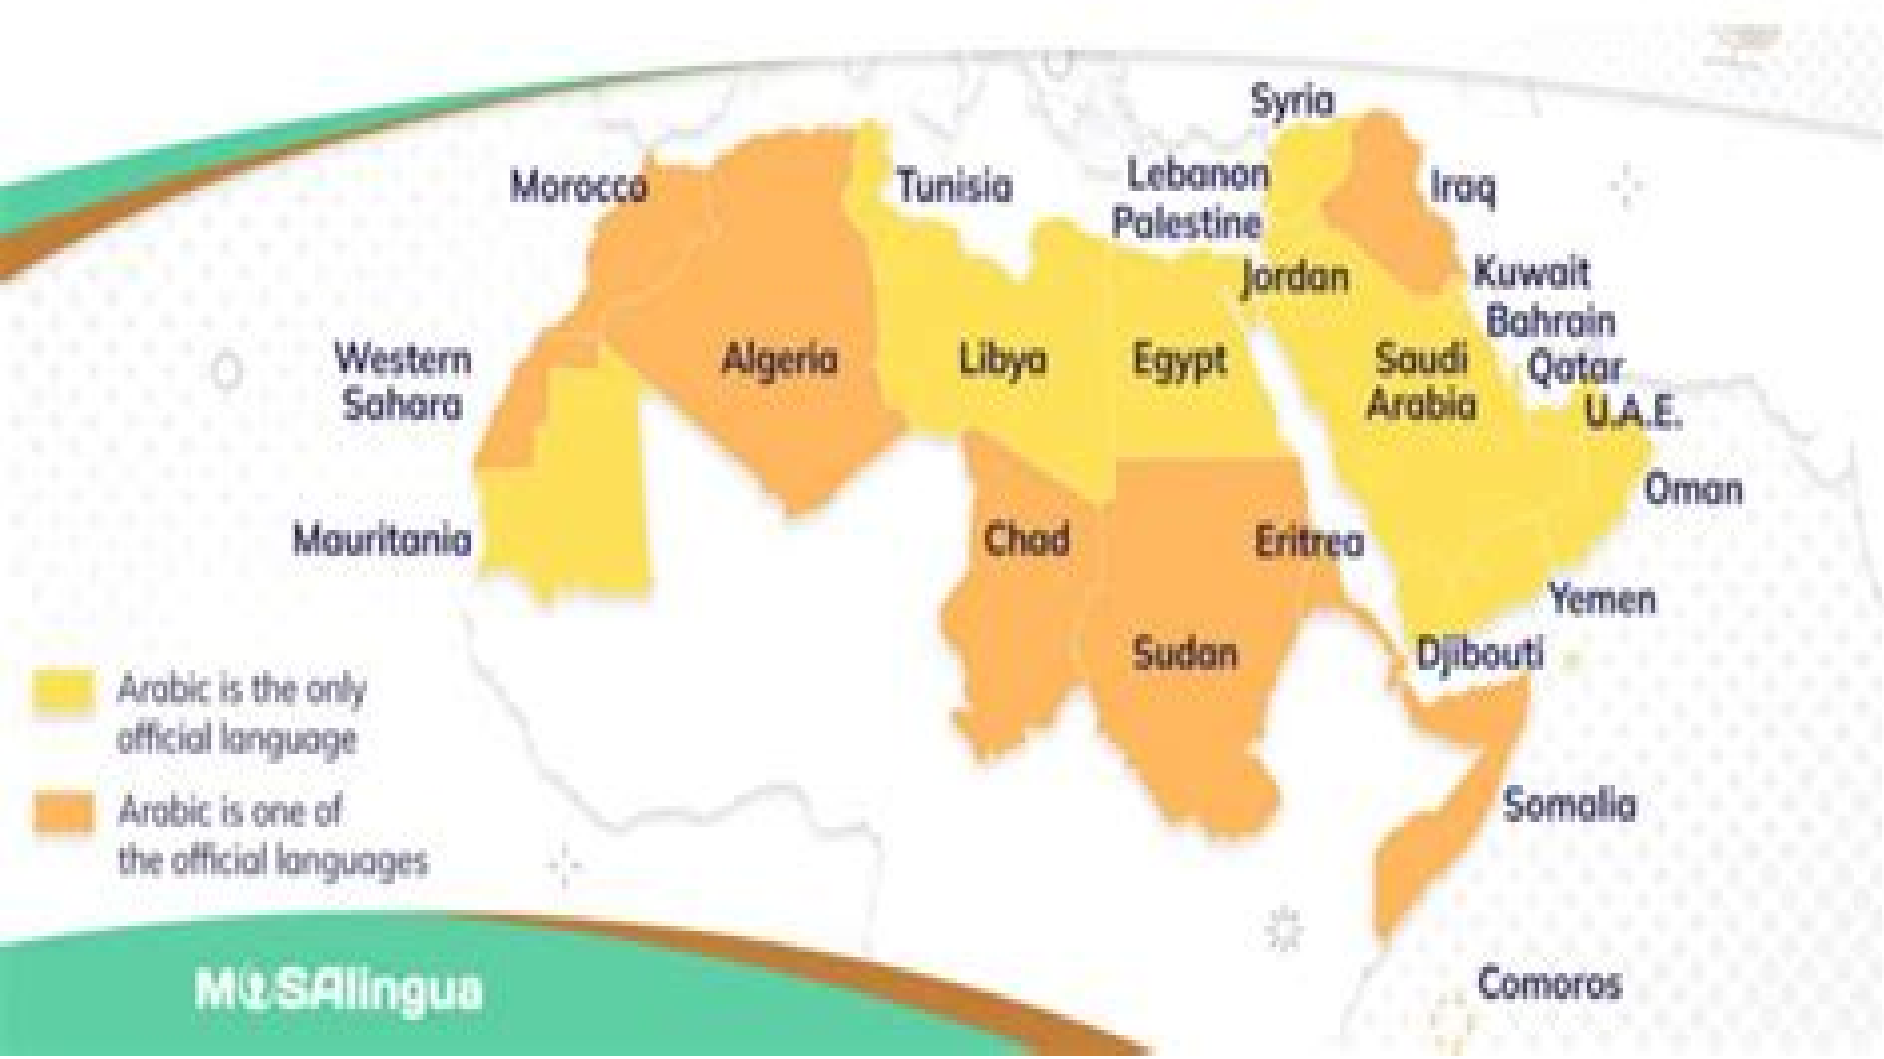 Syria
Morocco
Tunisia
Lebanon
Iraq
Palestine
Jordan
Kuwait
Bahrain
Western
Sahara
Algeria
Libya
Egypt
Saudi
Arabia
Qatar
U.A.E.
Oman
Mauritania
Chad
Eritrea
Yemen
Sudan
Djibouti
Arabic is the only
official language
Arabic is one of
the official languages
Somalia
Comoros
MOSAlingua